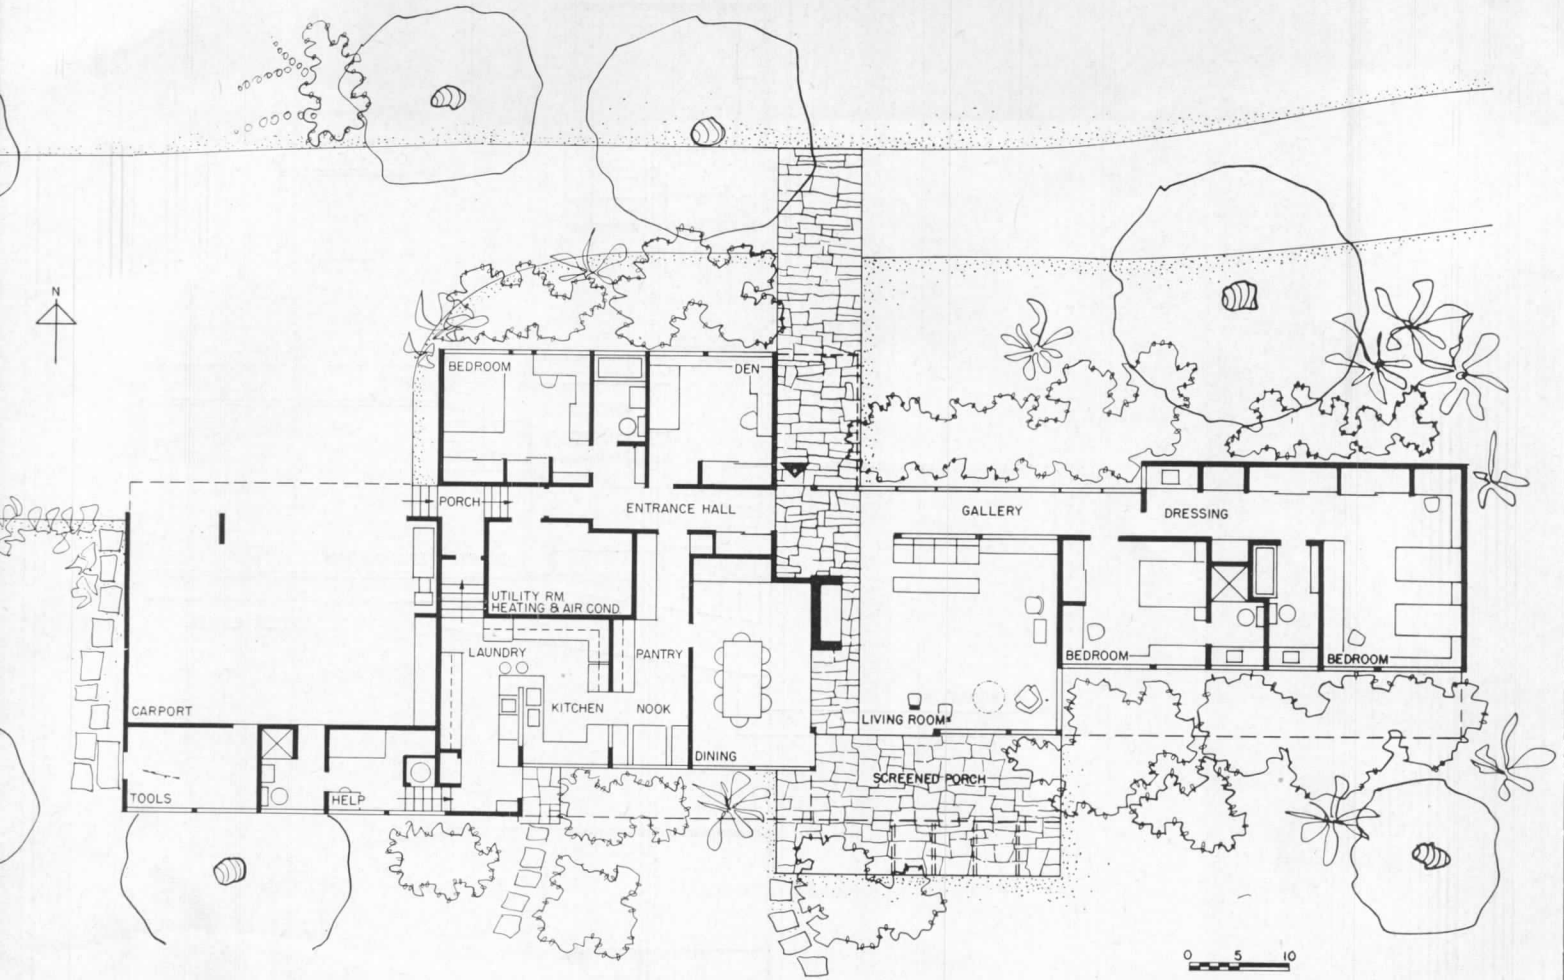 N
BEDROOM
DEN
PORCH
ENTRANCE HALL
GALLERY
DRESSING
UTILITY RM
HEATING & AIR COND.
LAUNDRY
PANTRY
BEDROOM
BEDROOM
CARPORT
KITCHEN
NOOK
LIVING ROOM
DINING
SCREENED PORCH
TOOLS
HELP
0 5 10